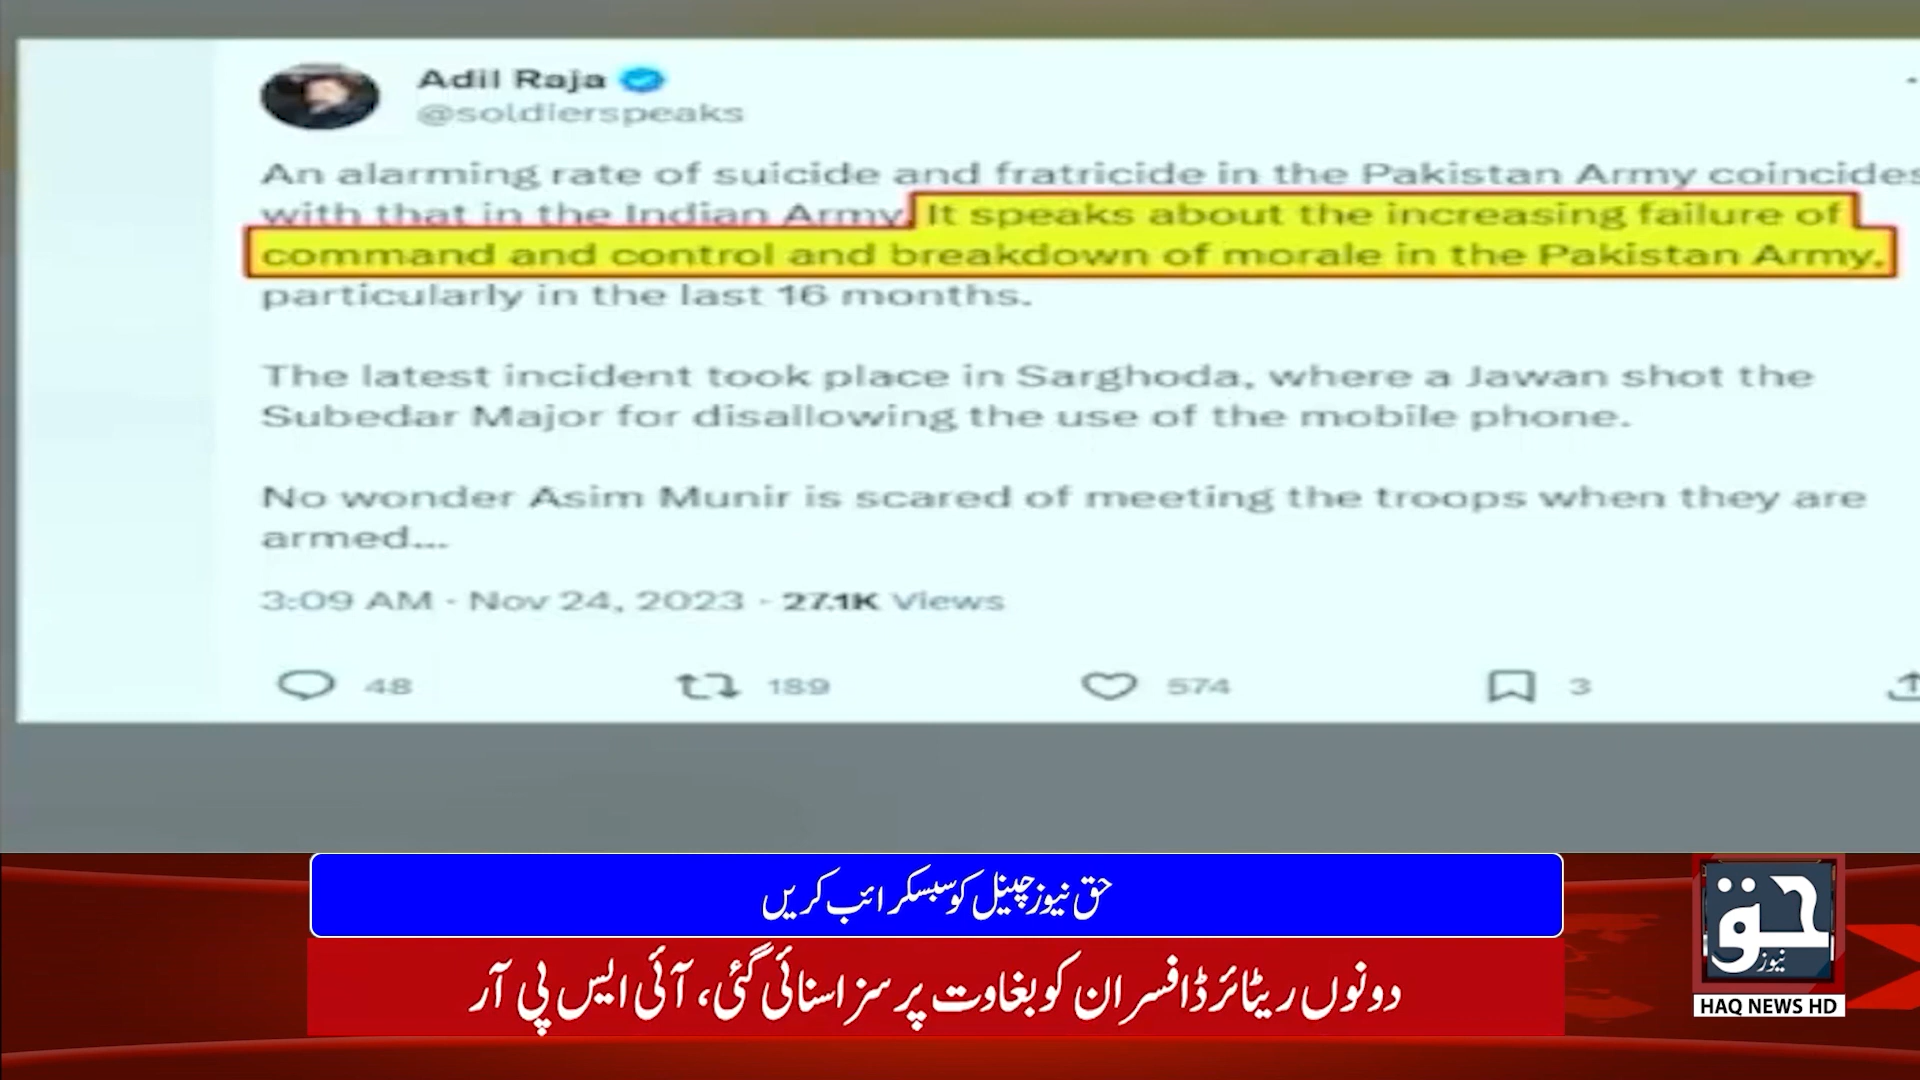 Adil Raja
@soldierspeaks
An alarming rate of suicide and fratricide in the Pakistan Army coincides
with that in the Indian Army. It speaks about the increasing failure of
command and control and breakdown of morale in the Pakistan Army,
particularly in the last 16 months.
The latest incident took place in Sarghoda, where a Jawan shot the
Subedar Major for disallowing the use of the mobile phone.
No wonder Asim Munir is scared of meeting the troops when they are
armed...
3:09 AM · Nov 24, 2023 · 27.1K Views
48 189 574 3
حق نیوز چینل کو سبسکرائب کریں
دونوں ریٹائرڈ افسران کو بغاوت پر سزا سنائی گئی، آئی ایس پی آر
حق
نیوز
HAQ NEWS HD